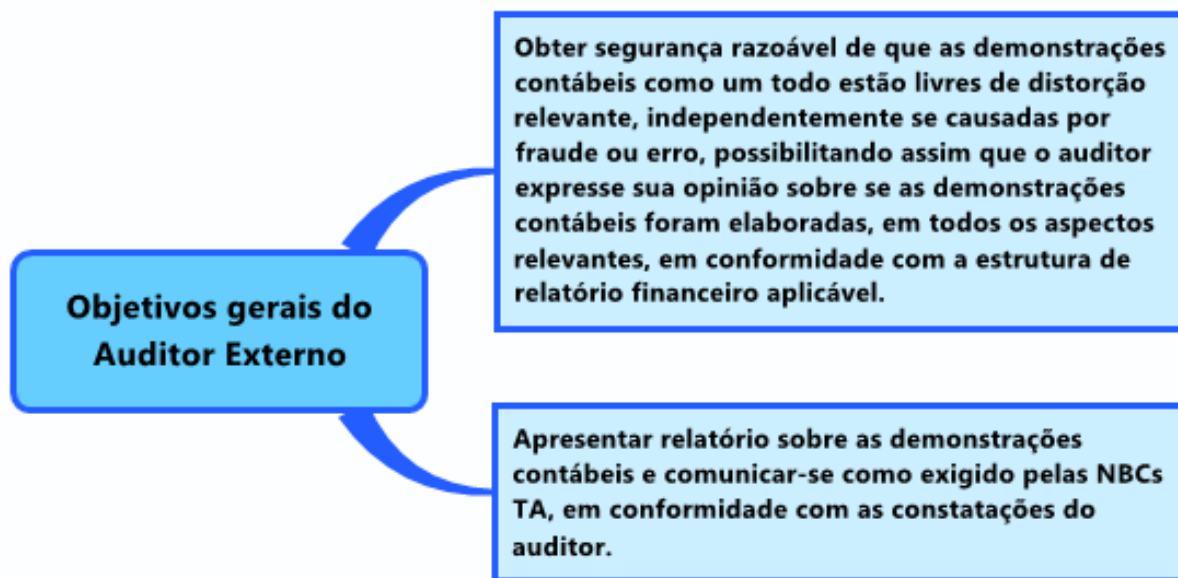 Objetivos gerais do
Auditor Externo
Obter segurança razoável de que as demonstrações
contábeis como um todo estão livres de distorção
relevante, independentemente se causadas por
fraude ou erro, possibilitando assim que o auditor
expresse sua opinião sobre se as demonstrações
contábeis foram elaboradas, em todos os aspectos
relevantes, em conformidade com a estrutura de
relatório financeiro aplicável.
Apresentar relatório sobre as demonstrações
contábeis e comunicar-se como exigido pelas NBCs
TA, em conformidade com as constatações do
auditor.